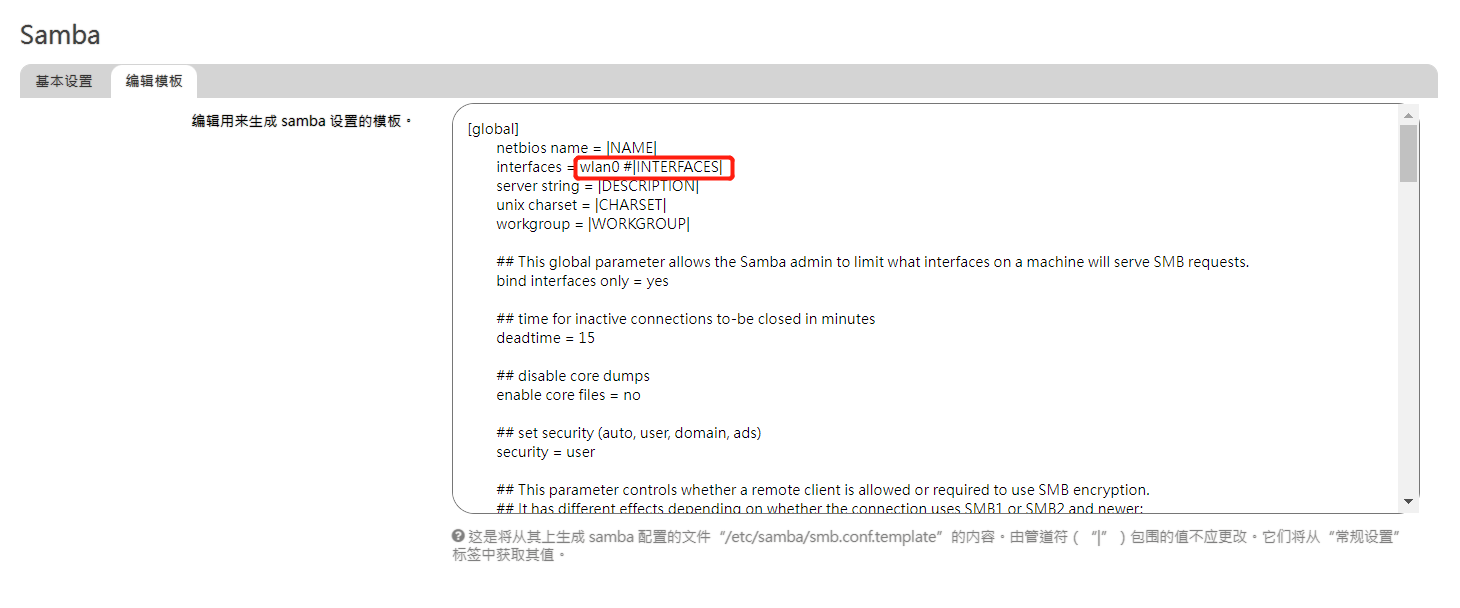 Samba
基本设置
编辑模板
编辑用来生成 samba 设置的模板。
[global]
netbios name = |NAME|
interfaces = wlan0 #|INTERFACES|
server string = |DESCRIPTION|
unix charset = |CHARSET|
workgroup = |WORKGROUP|
## This global parameter allows the Samba admin to limit what interfaces on a machine will serve SMB requests.
bind interfaces only = yes
## time for inactive connections to-be closed in minutes
deadtime = 15
## disable core dumps
enable core files = no
## set security (auto, user, domain, ads)
security = user
## This parameter controls whether a remote client is allowed or required to use SMB encryption.
## It has different effects depending on whether the connection uses SMB1 or SMB2 and newer:
这是将从其上生成 samba 配置的文件“/etc/samba/smb.conf.template”的内容。由管道符（“|”）包围的值不应更改。它们将从“常规设置”
标签中获取其值。